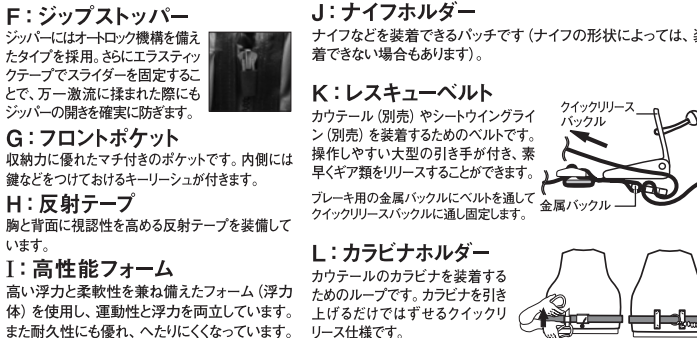 F：ジップストッパー
ジッパーにはオートロック機構を備え
たタイプを採用。さらにエラスティッ
クテープでスライダーを固定するこ
とで、万一激流に揉まれた際にも
ジッパーの開きを確実に防ぎます。
G：フロントポケット
収納力に優れたマチ付きのポケットです。内側には
鍵などをつけておけるキーリーシュが付きます。
H：反射テープ
胸と背面に視認性を高める反射テープを装備して
います。
I：高性能フォーム
高い浮力と柔軟性を兼ね備えたフォーム（浮力
体）を使用し、運動性と浮力を両立しています。
また耐久性にも優れ、へたりにくくなっています。
J：ナイフホルダー
ナイフなどを装着できるパッチです（ナイフの形状によっては、
着できない場合もあります）。
K：レスキューベルト
カウテール（別売）やシートウイングライ
ン（別売）を装着するためのベルトです。
操作しやすい大型の引き手が付き、素
早くギア類をリリースすることができます。
ブレーキ用の金属バックルにベルトを通して
クイックリリースバックルに通し固定します。
クイックリリース
バックル
金属バックル
L：カラビナホルダー
カウテールのカラビナを装着する
ためのループです。カラビナを引き
上げるだけではずせるクイックリ
リース仕様です。